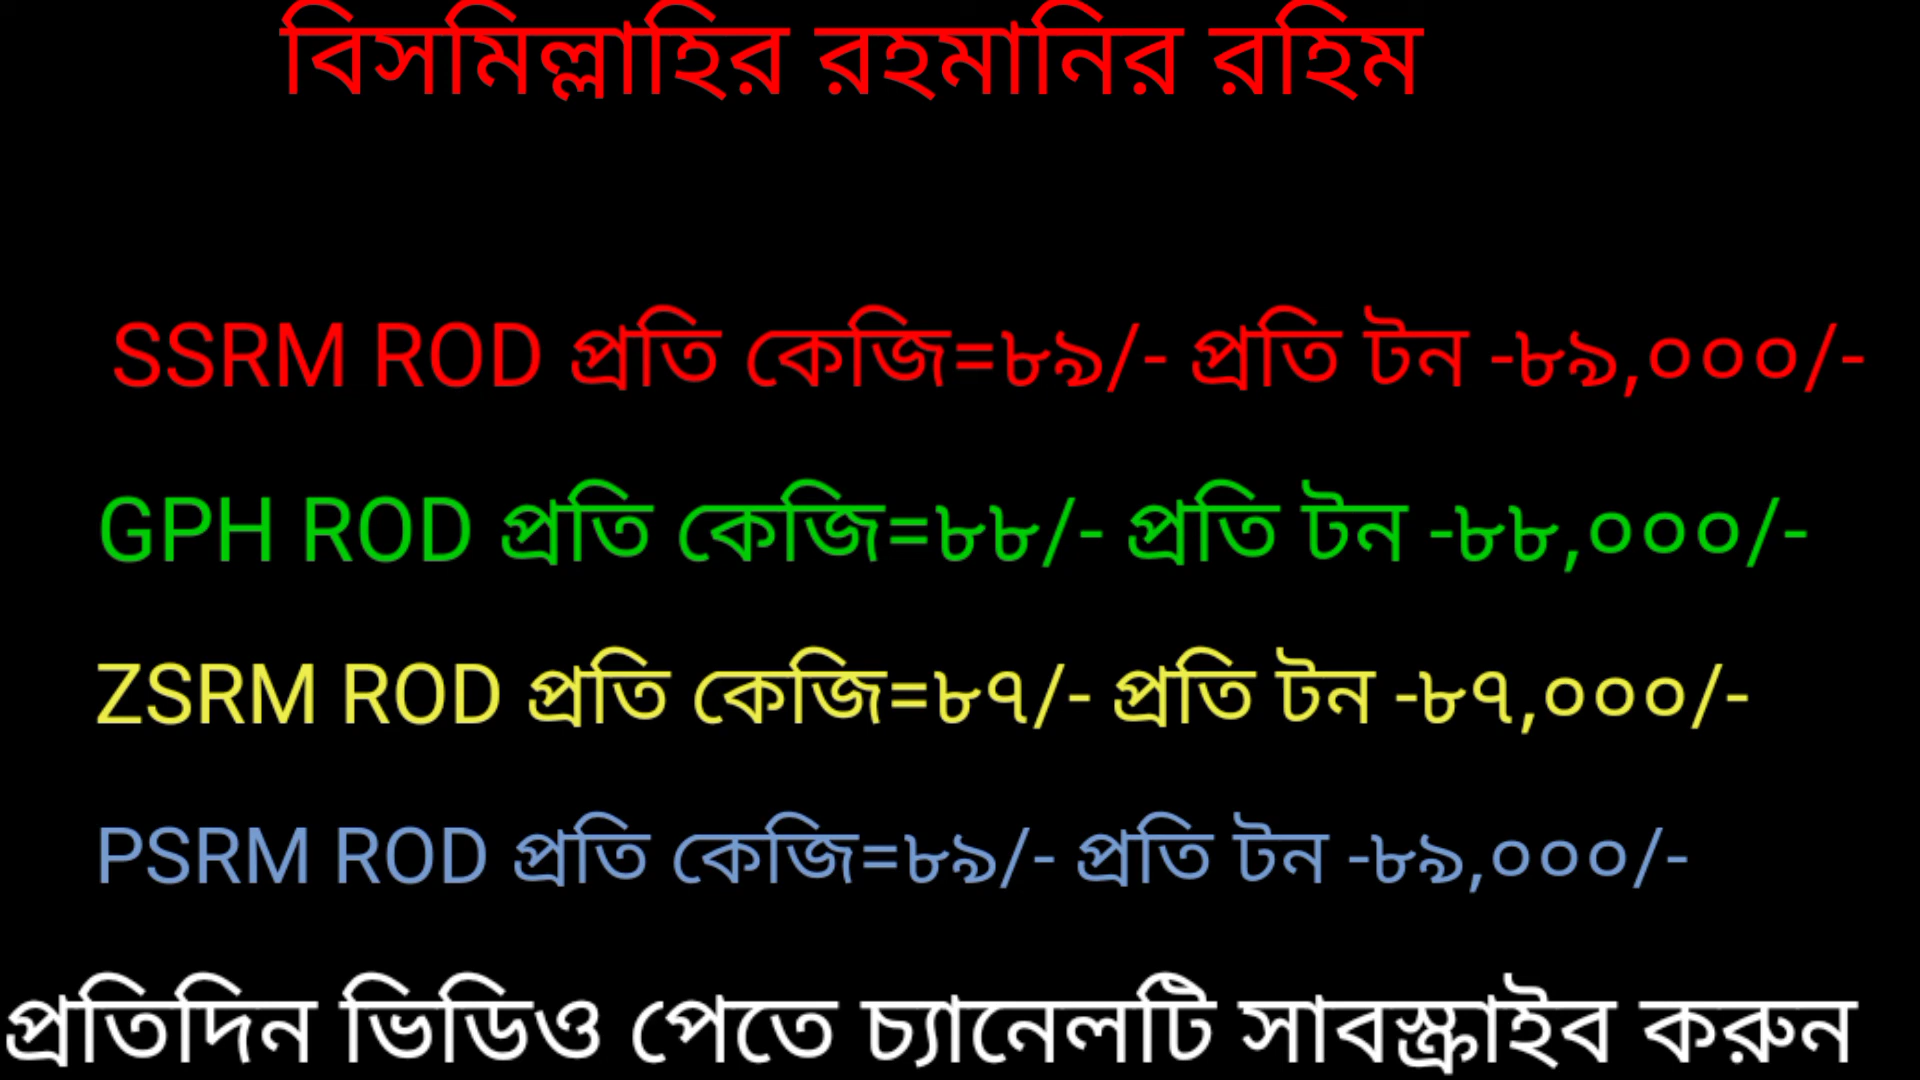 বিসমিল্লাহির রহমানির রহিম
SSRM ROD প্রতি কেজি=৮৯/- প্রতি টন -৮৯,০০০/-
GPH ROD প্রতি কেজি=৮৮/- প্রতি টন -৮৮,০০০/-
ZSRM ROD প্রতি কেজি=৮৭/- প্রতি টন -৮৭,০০০/-
PSRM ROD প্রতি কেজি=৮৯/- প্রতি টন -৮৯,০০০/-
প্রতিদিন ভিডিও পেতে চ্যানেলটি সাবস্ক্রাইব করুন